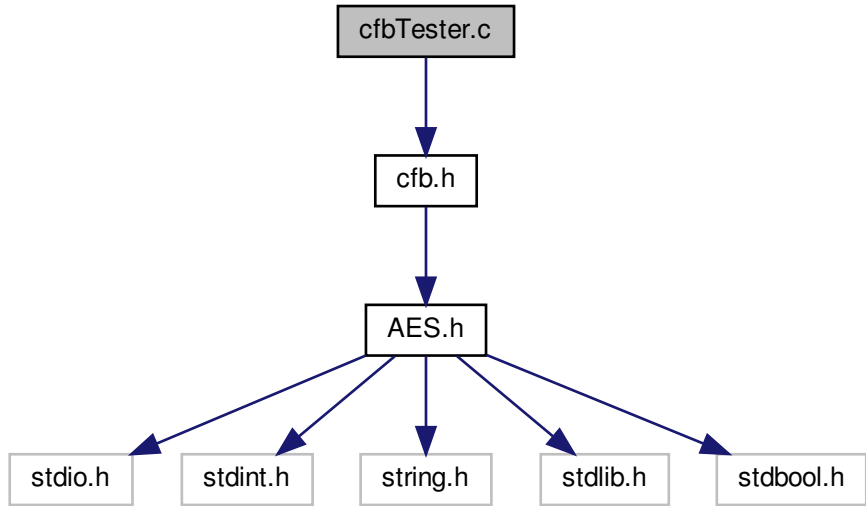 cfbTester.c
cfb.h
AES.h
stdio.h
stdint.h
string.h
stdlib.h
stdbool.h